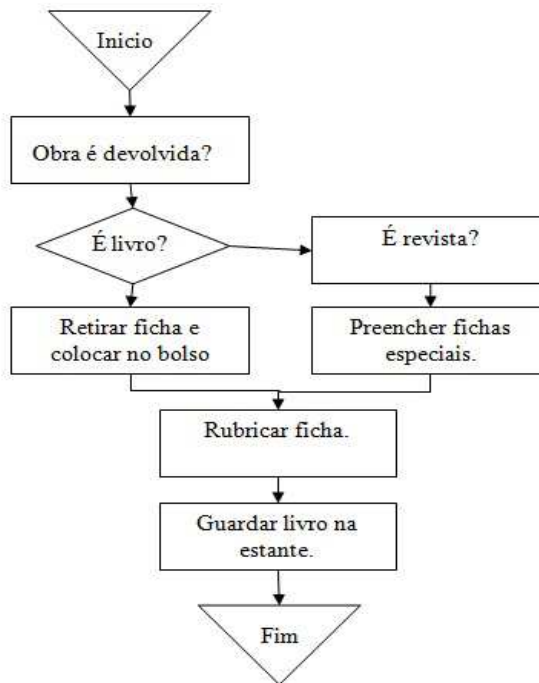 Inicio
Obra é devolvida?
É livro?
É revista?
Retirar ficha e
colocar no bolso
Preencher fichas
especiais.
Rubricar ficha.
Guardar livro na
estante.
Fim